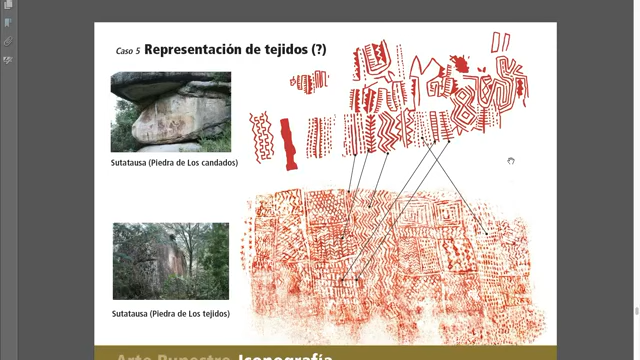 Caso 5 Representación de tejidos (?)
Sutatausa (Piedra de Los candados)
Sutatausa (Piedra de Los tejidos)
Arte Rupestre Iconografía